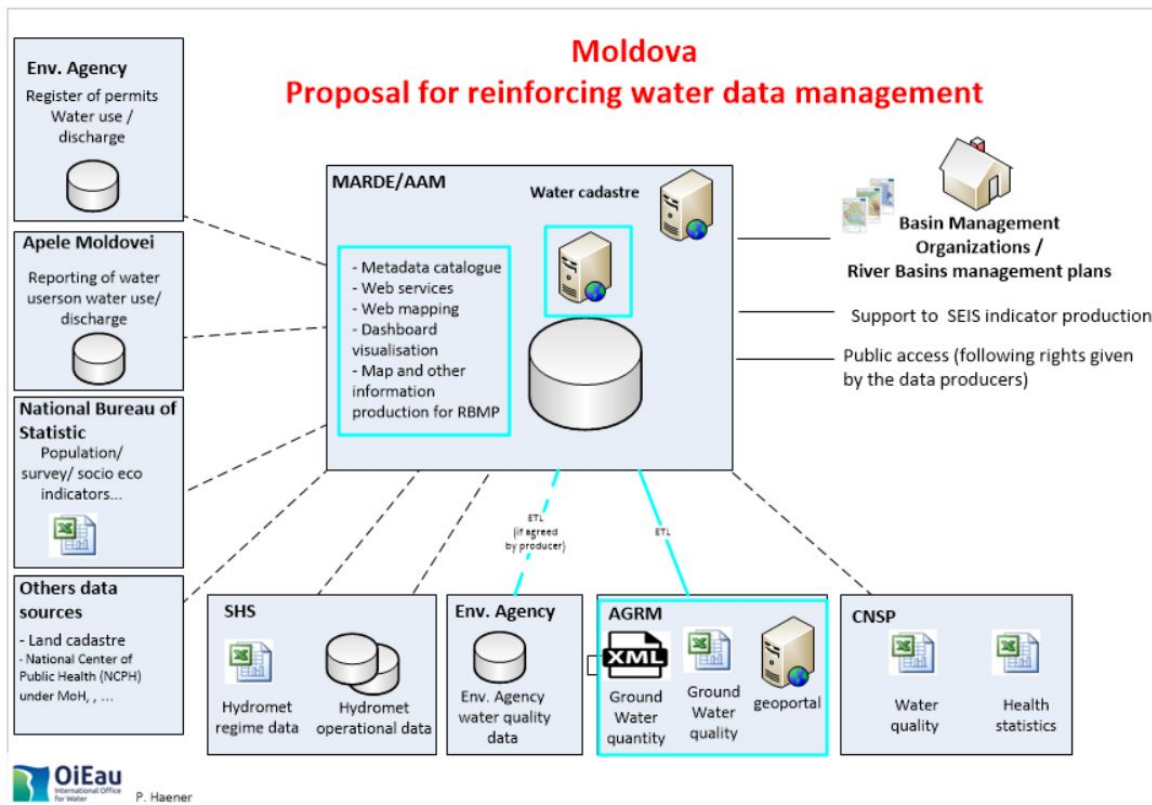 Moldova
Proposal for reinforcing water data management
Env. Agency
Register of permits
Water use /
discharge
Apele Moldovei
Reporting of water
userson water use/
discharge
National Bureau of
Statistic
Population/
survey/ socio eco
indicators...
Others data
sources
- Land cadastre
- National Center of
Public Health (NCPH)
under MoH, , ...
MARDE/AAM
Water cadastre
- Metadata catalogue
- Web services
- Web mapping
- Dashboard
visualisation
- Map and other
information
production for RBMP
Basin Management
Organizations /
River Basins management plans
Support to SEIS indicator production
Public access (following rights given
by the data producers)
ETL
(if agreed
by producer)
ETL
SHS
Hydromet
regime data
Hydromet
operational data
Env. Agency
Env. Agency
water quality
data
AGRM
XML
Ground
Water
quantity
Ground
Water
quality
geoportal
CNSP
Water
quality
Health
statistics
OiEau
International Office
for Water
P. Haener